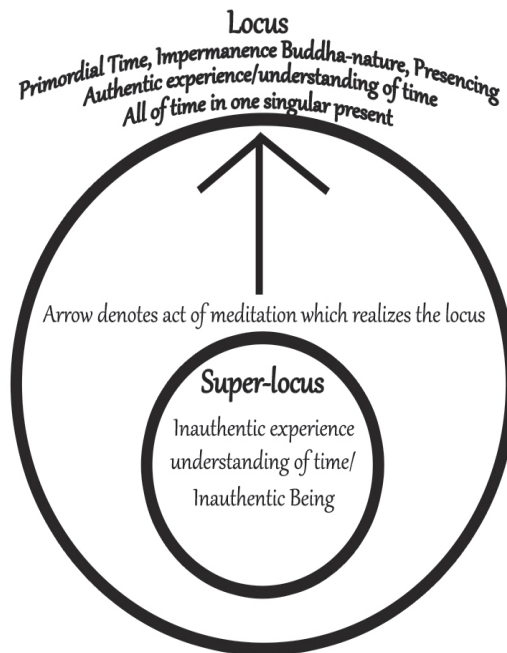 Locus
Primordial Time, Impermanence Buddha-nature, Presencing
Authentic experience/understanding of time
All of time in one singular present
Arrow denotes act of meditation which realizes the locus
Super-locus
Inauthentic experience
understanding of time/
Inauthentic Being